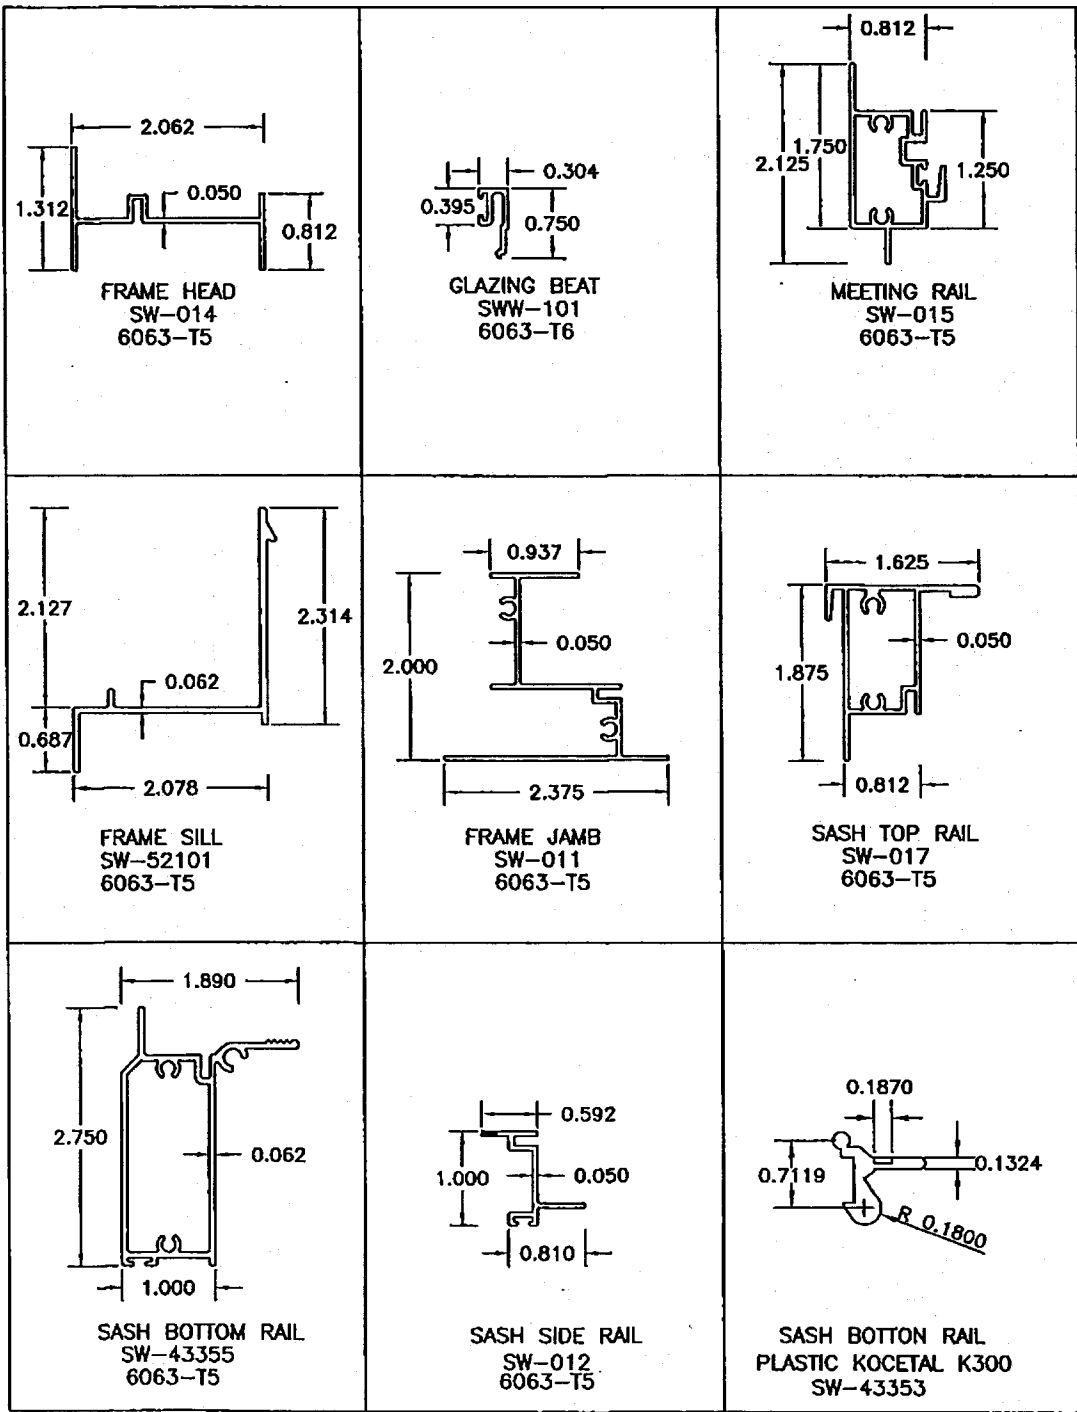 2.062
1.312
0.050
0.812
FRAME HEAD
SW-014
6063-T5
0.304
0.395
0.750
GLAZING BEAT
SWW-101
6063-T6
0.812
1.750
2.125
1.250
MEETING RAIL
SW-015
6063-T5
2.127
2.314
0.062
0.687
2.078
FRAME SILL
SW-52101
6063-T5
0.937
0.050
2.000
2.375
FRAME JAMB
SW-011
6063-T5
1.625
0.050
1.875
0.812
SASH TOP RAIL
SW-017
6063-T5
1.890
2.750
0.062
1.000
SASH BOTTOM RAIL
SW-43355
6063-T5
0.592
1.000
0.050
0.810
SASH SIDE RAIL
SW-012
6063-T5
0.1870
0.7119
0.1324
R 0.1800
SASH BOTTON RAIL
PLASTIC KOCETAL K300
SW-43353